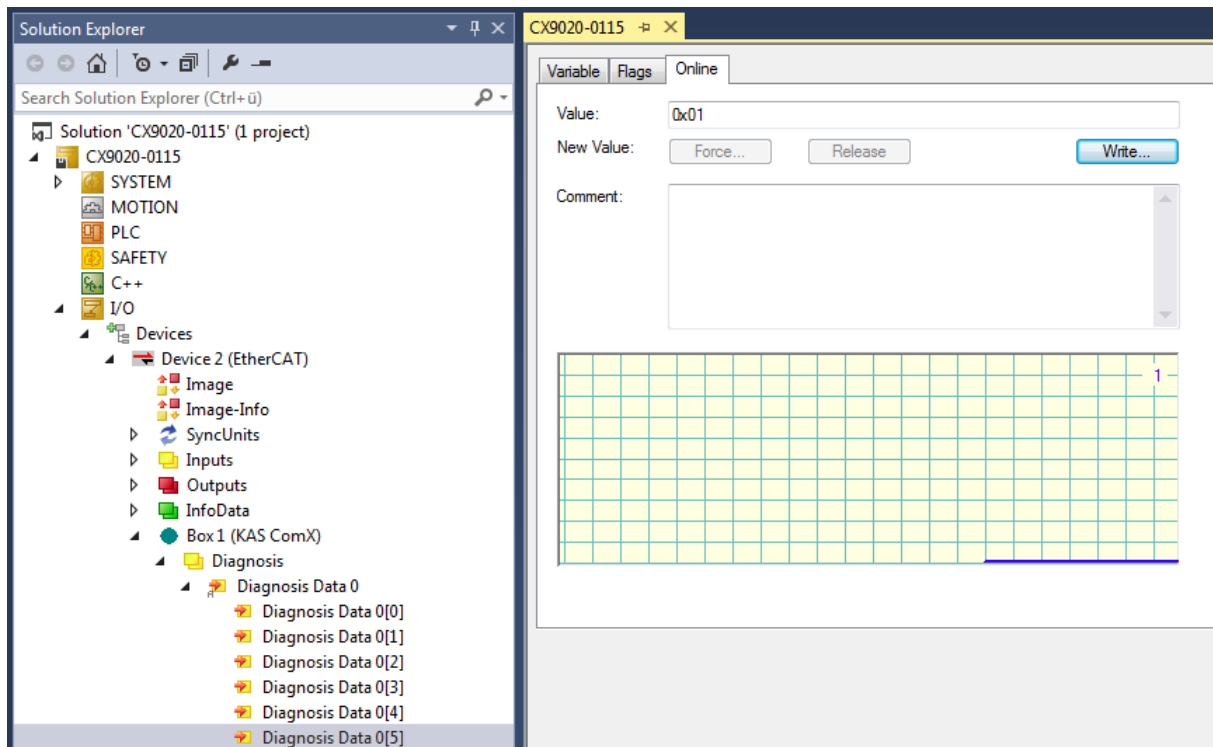 Solution Explorer
Search Solution Explorer (Ctrl+ü)
Solution 'CX9020-0115' (1 project)
CX9020-0115
SYSTEM
MOTION
PLC
SAFETY
C++
I/O
Devices
Device 2 (EtherCAT)
Image
Image-Info
SyncUnits
Inputs
Outputs
InfoData
Box 1 (KAS ComX)
Diagnosis
Diagnosis Data 0
Diagnosis Data 0[0]
Diagnosis Data 0[1]
Diagnosis Data 0[2]
Diagnosis Data 0[3]
Diagnosis Data 0[4]
Diagnosis Data 0[5]
CX9020-0115
Variable Flags Online
Value: 0x01
New Value: Force... Release Write...
Comment:
1